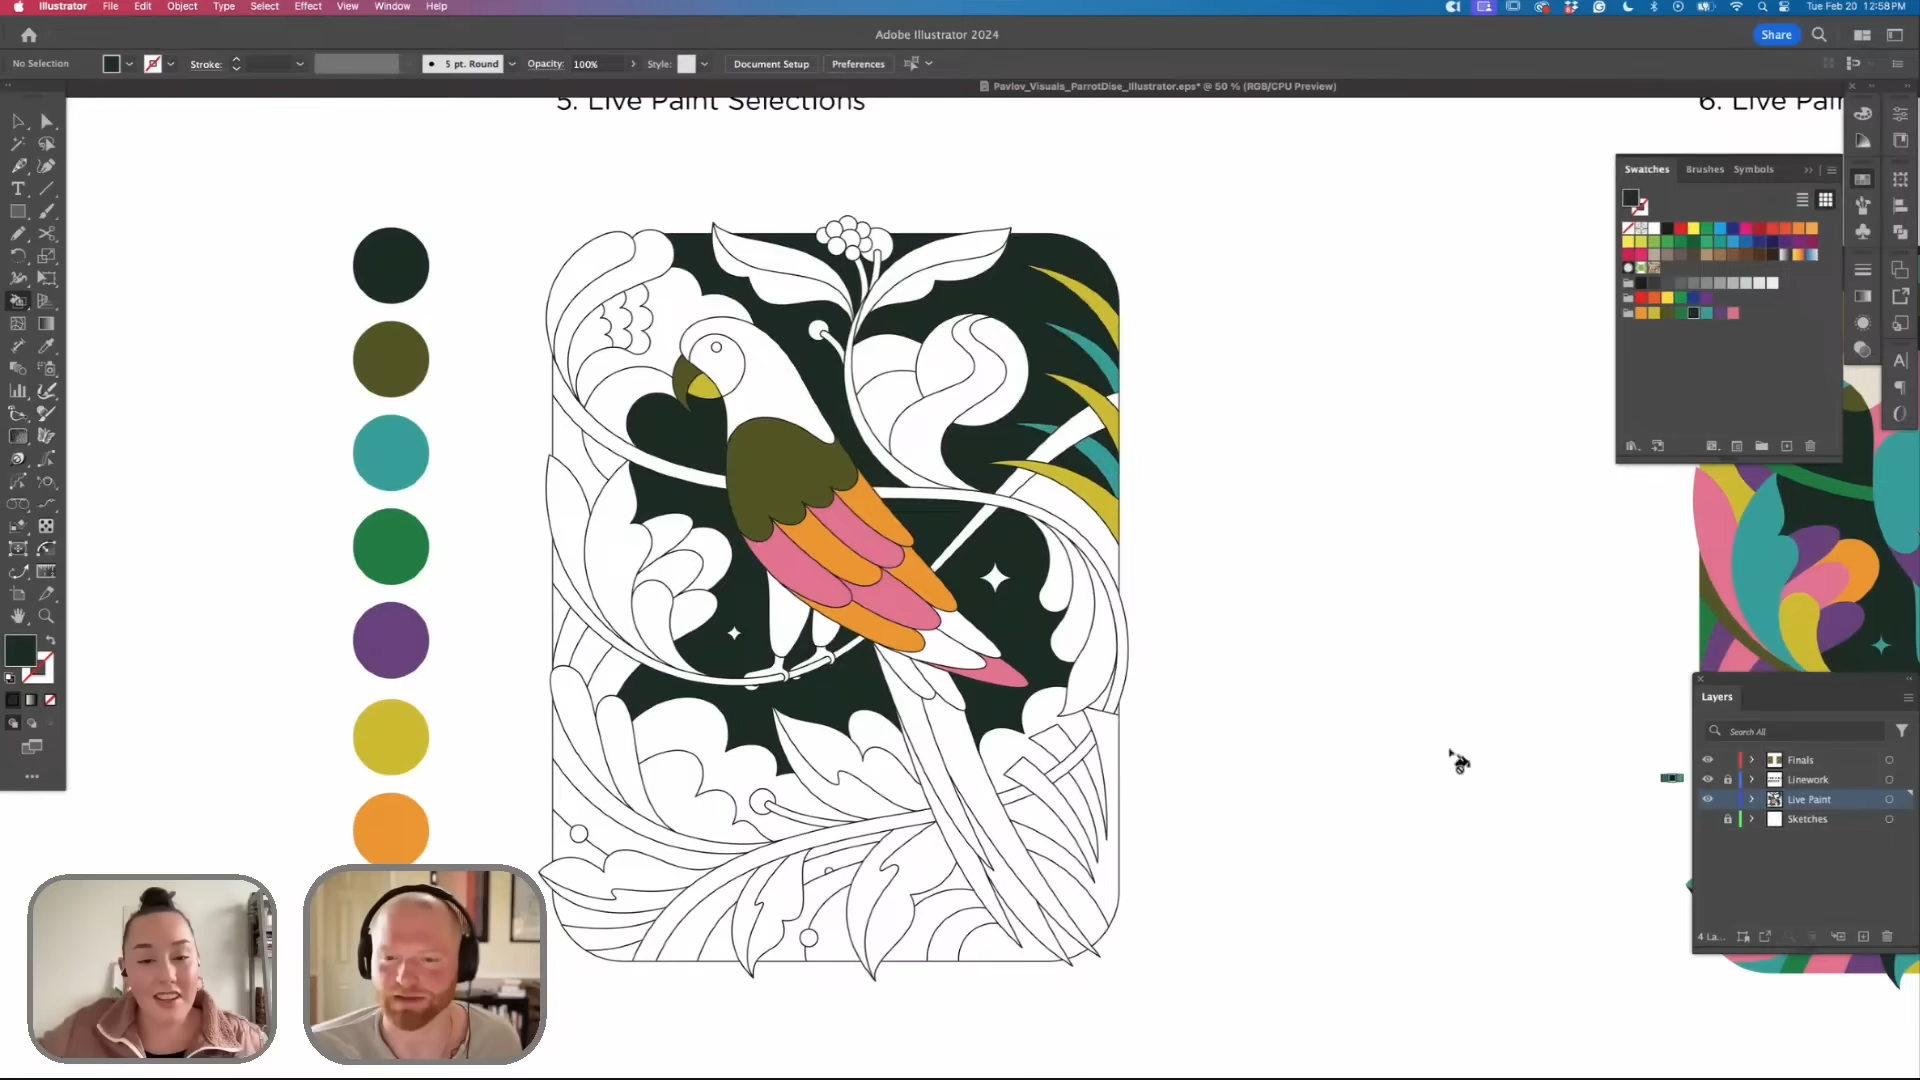 Illustrator File Edit Object Type Select Effect View Window Help
Tue Feb 20 12:58PM
Adobe Illustrator 2024
Share
No Selection
Stroke:
5 pt. Round
Opacity: 100%
Style:
Document Setup
Preferences
Pavlov_Visuals_ParrotDise_Illustrator.eps* @ 50 % (RGB/CPU Preview)
5. Live Paint Selections
6. Live Pai
Swatches Brushes Symbols
Layers
Search All
Finals
Linework
Live Paint
Sketches
4 La...